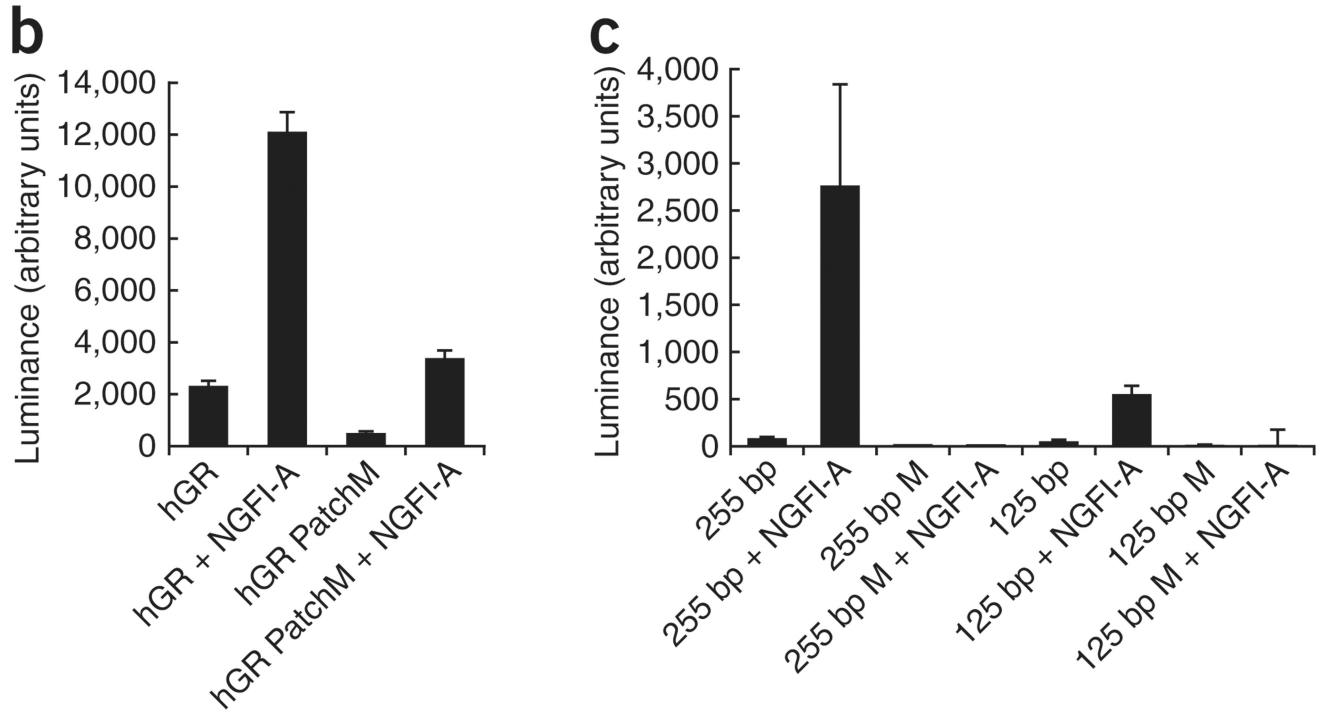 b
Luminance (arbitrary units)
14,000
12,000
10,000
8,000
6,000
4,000
2,000
0
hGR
hGR + NGFI-A
hGR PatchM
hGR PatchM + NGFI-A
c
Luminance (arbitrary units)
4,000
3,500
3,000
2,500
2,000
1,500
1,000
500
0
255 bp
255 bp + NGFI-A
255 bp M
255 bp M + NGFI-A
125 bp
125 bp + NGFI-A
125 bp M
125 bp M + NGFI-A